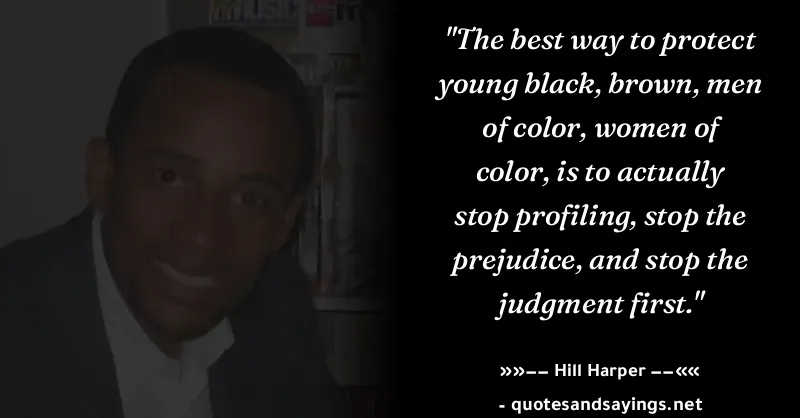 MUSIC
"The best way to protect
young black, brown, men
of color, women of
color, is to actually
stop profiling, stop the
prejudice, and stop the
judgment first."
»»–– Hill Harper ––««
- quotesandsayings.net